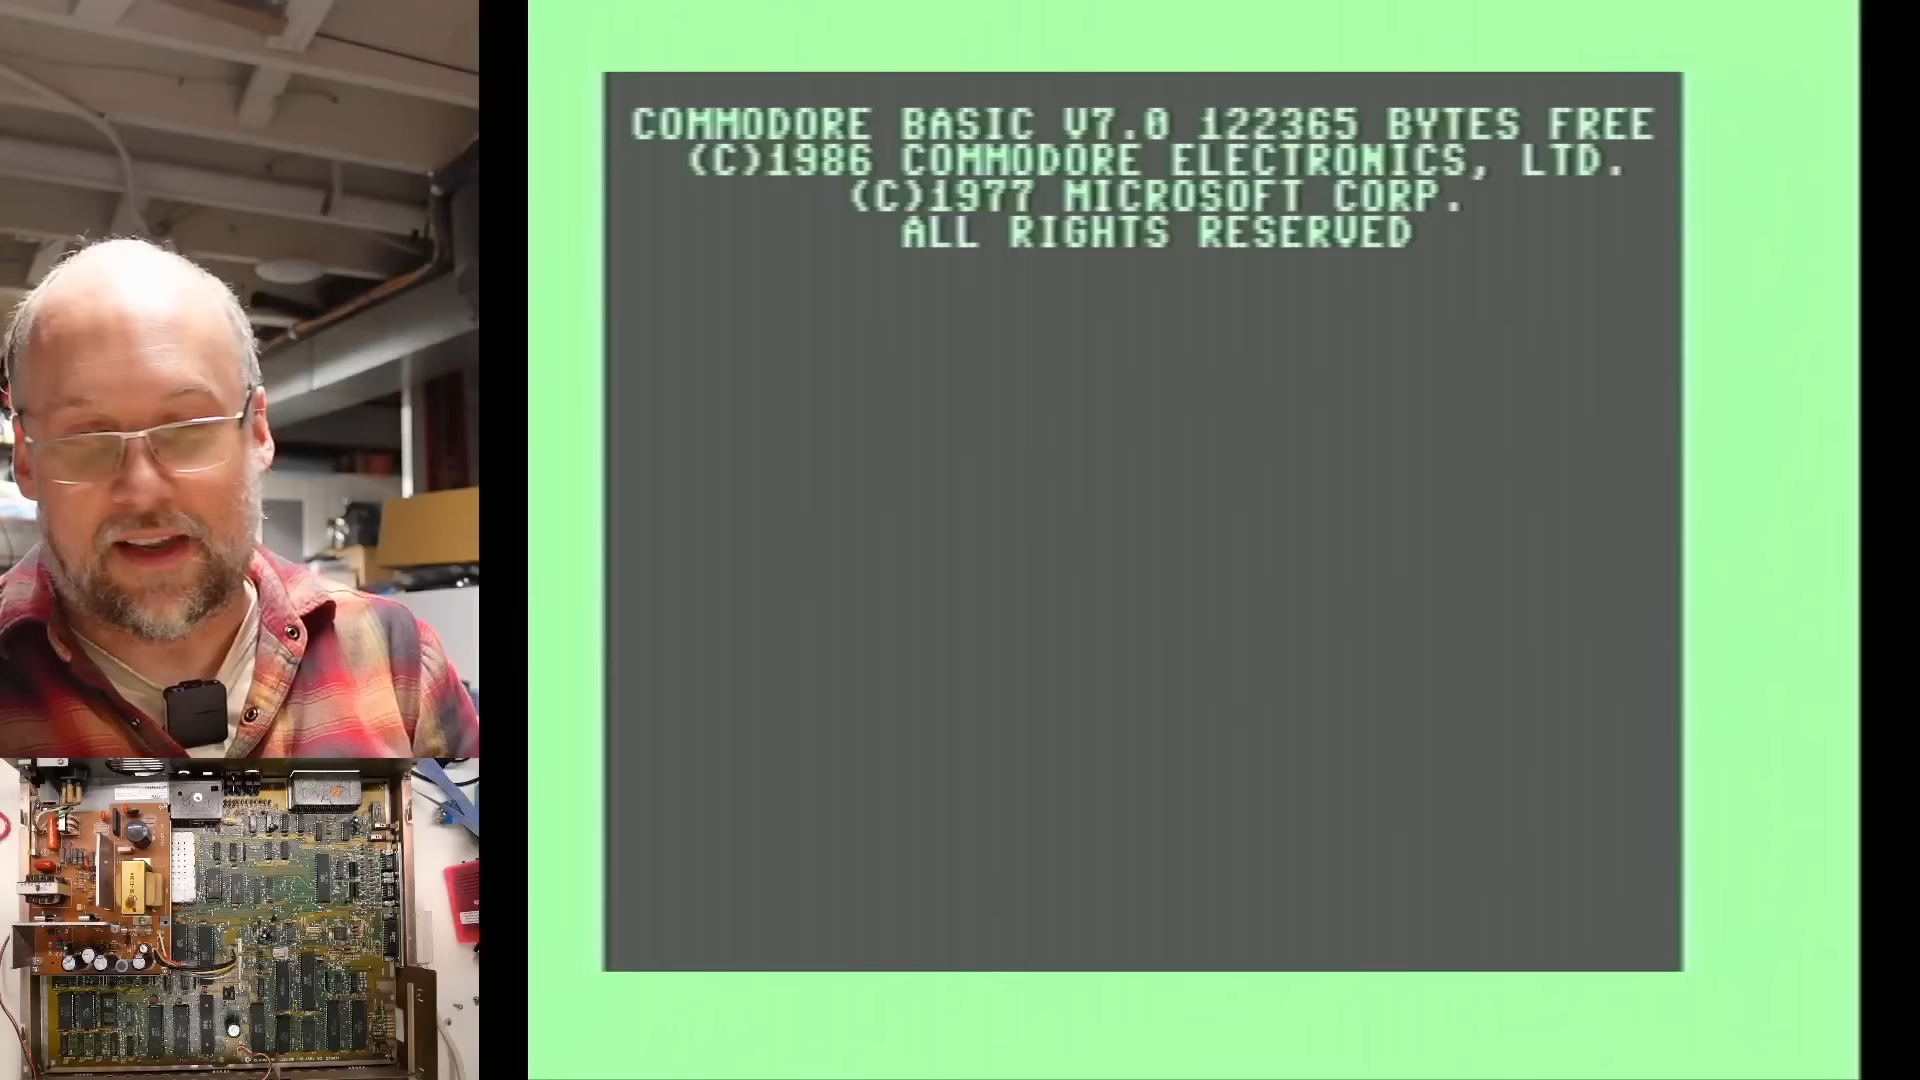 COMMODORE BASIC V7.0 122365 BYTES FREE
(C)1986 COMMODORE ELECTRONICS, LTD.
(C)1977 MICROSOFT CORP.
ALL RIGHTS RESERVED